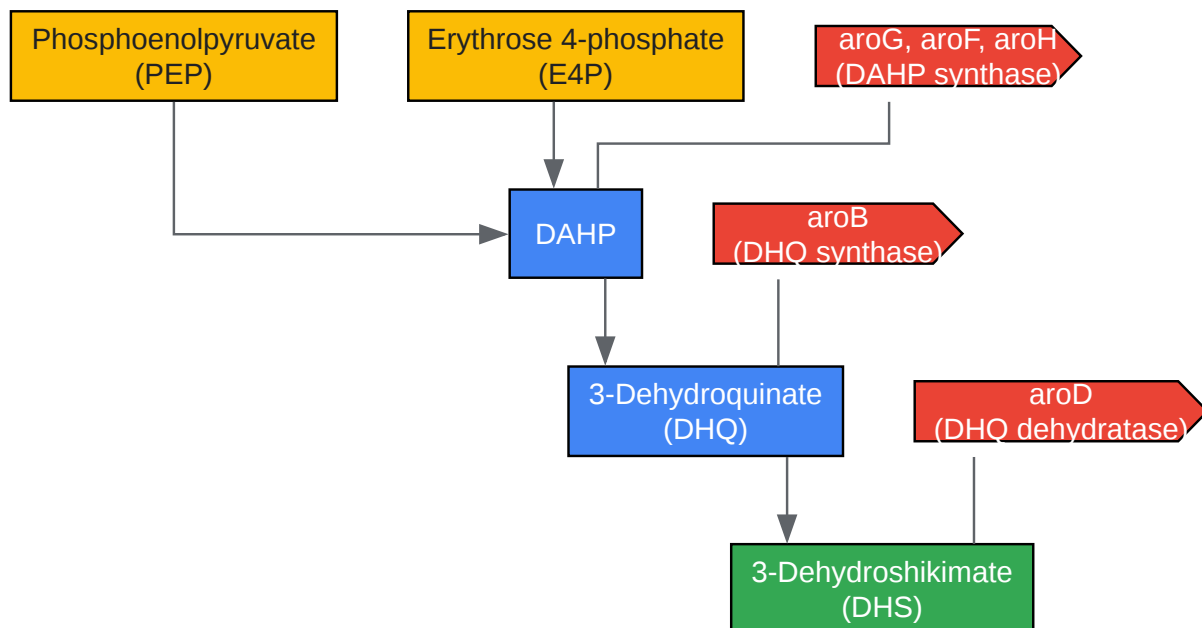 Phosphoenolpyruvate
(PEP)
Erythrose 4-phosphate
(E4P)
aroG, aroF, aroH
(DAHP synthase)
DAHP
aroB
(DHQ synthase)
3-Dehydroquinate
(DHQ)
aroD
(DHQ dehydratase)
3-Dehydroshikimate
(DHS)